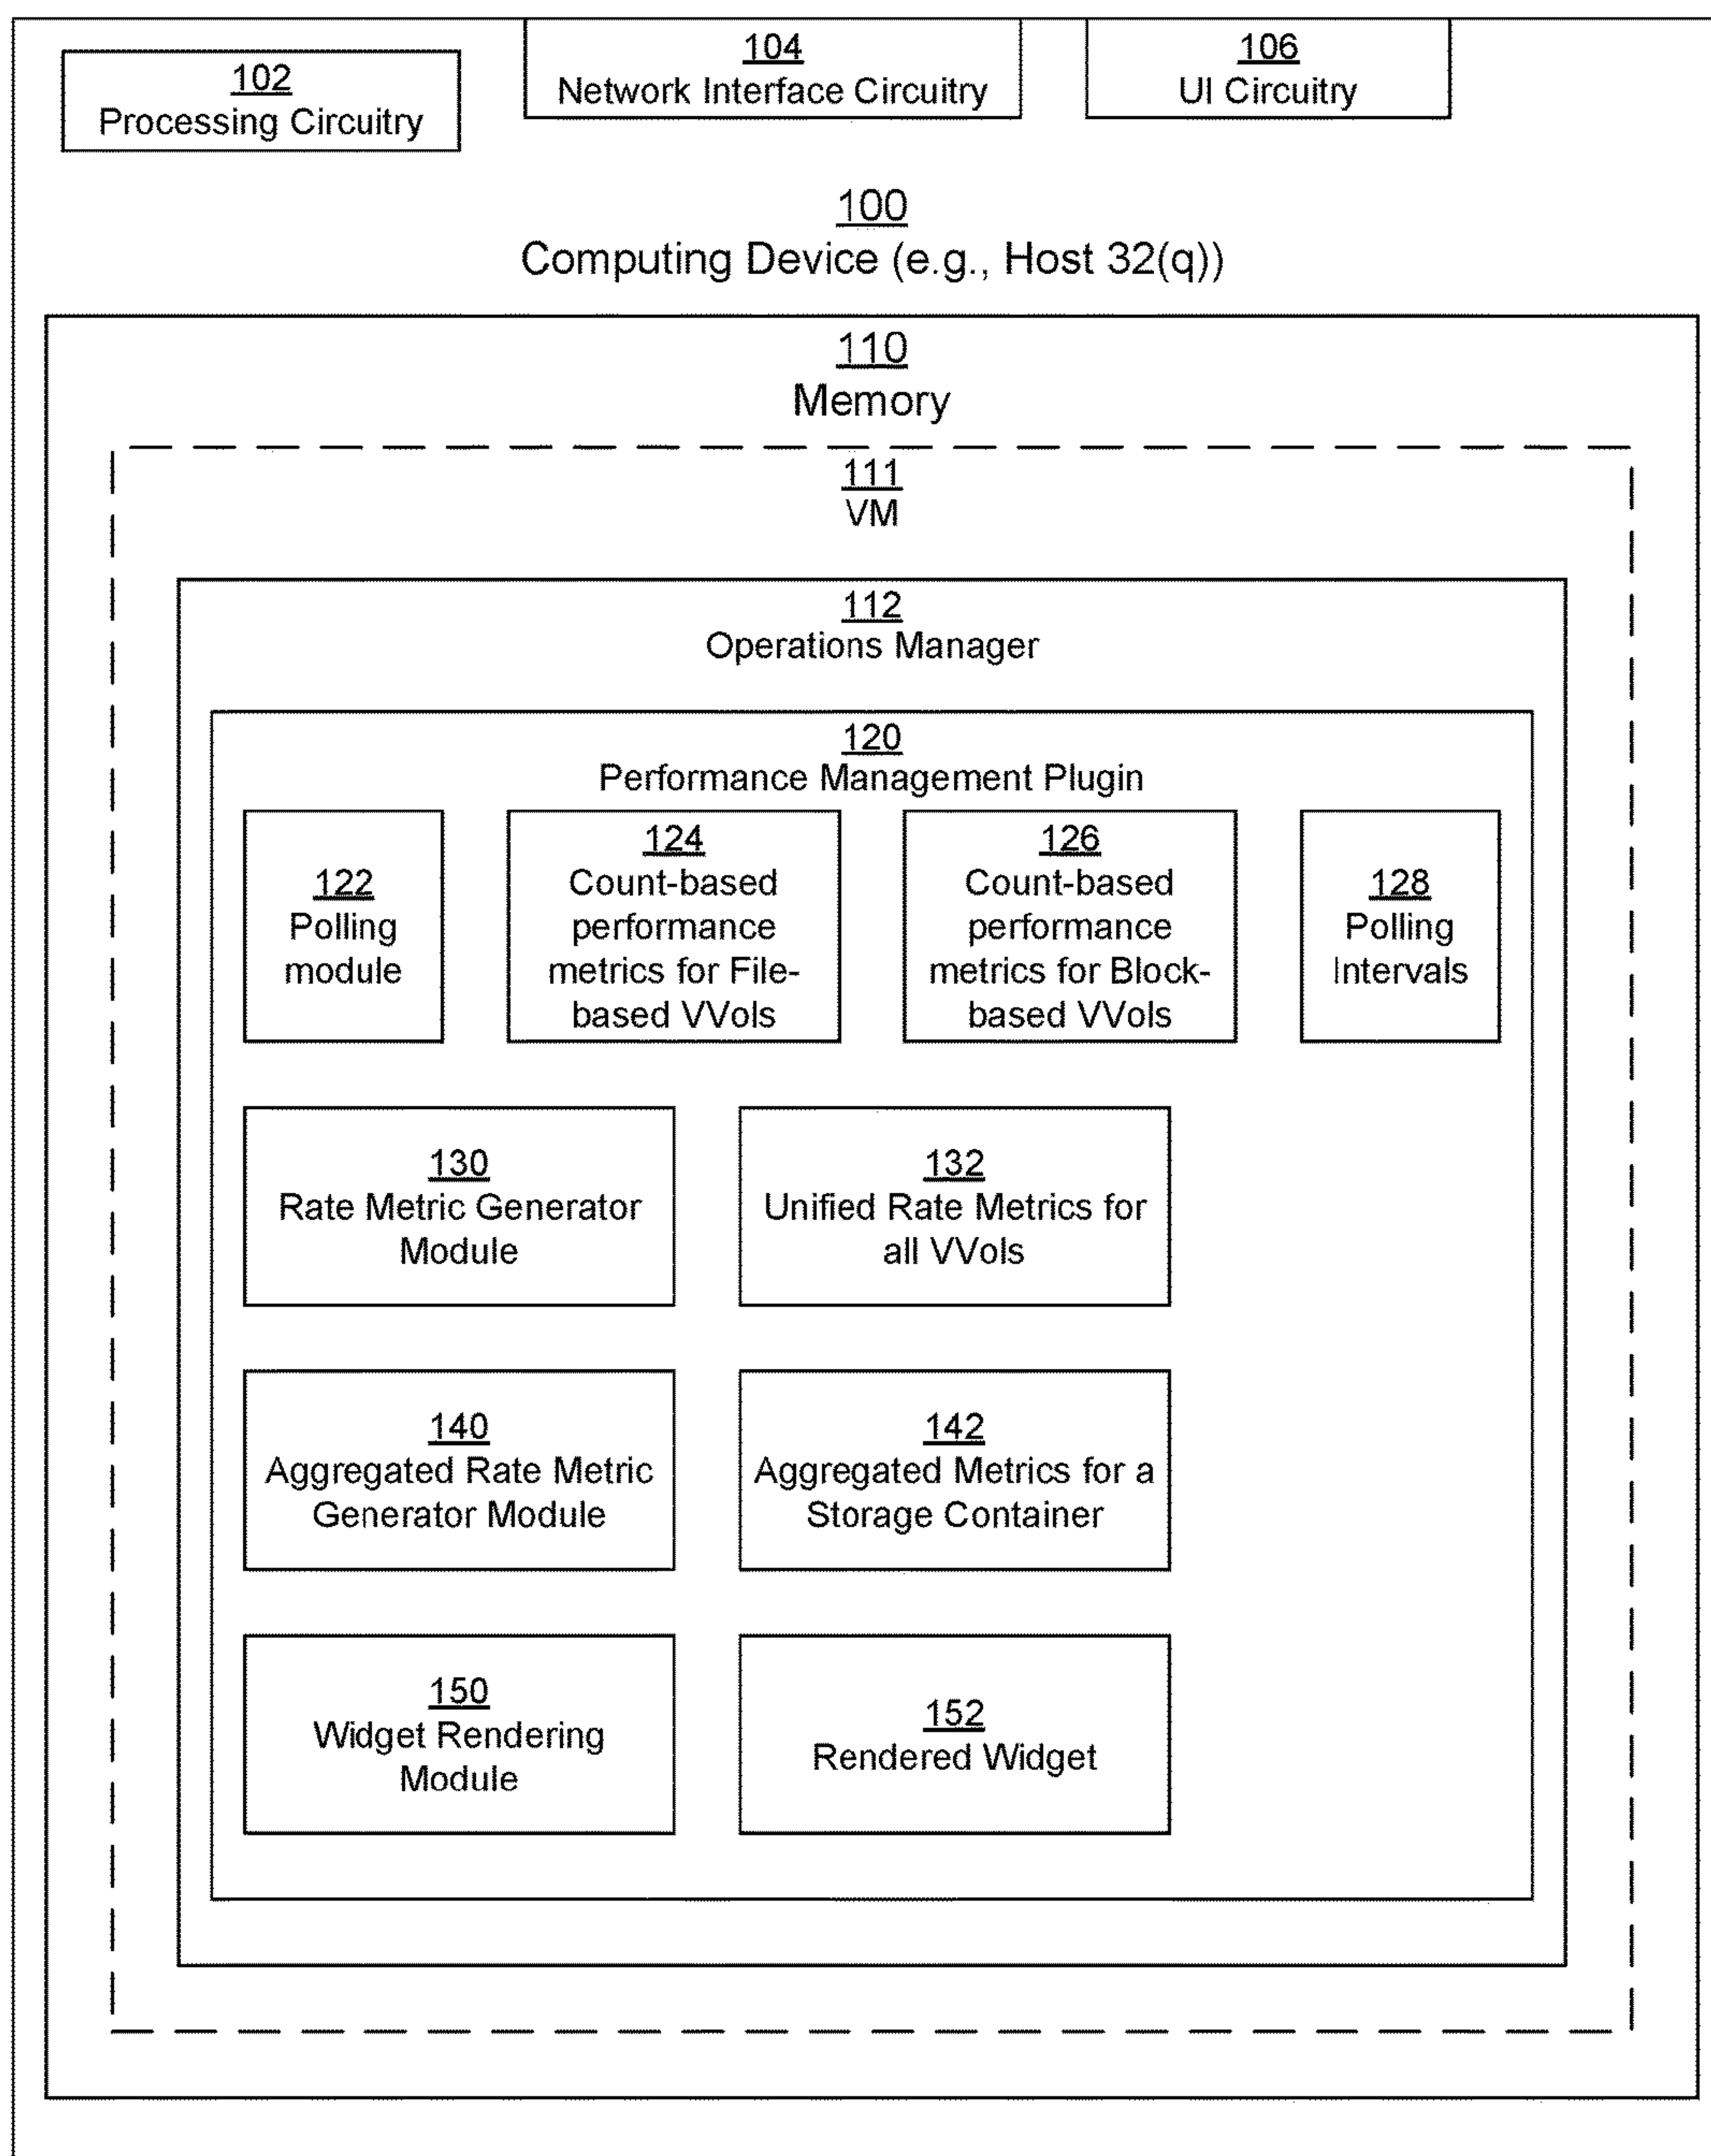 102
Processing Circuitry
104
Network Interface Circuitry
106
UI Circuitry
100
Computing Device (e.g., Host 32(q))
110
Memory
111
VM
112
Operations Manager
120
Performance Management Plugin
122
Polling
module
124
Count-based
performance
metrics for File-
based VVols
126
Count-based
performance
metrics for Block-
based VVols
128
Polling
Intervals
130
Rate Metric Generator
Module
132
Unified Rate Metrics for
all VVols
140
Aggregated Rate Metric
Generator Module
142
Aggregated Metrics for a
Storage Container
150
Widget Rendering
Module
152
Rendered Widget